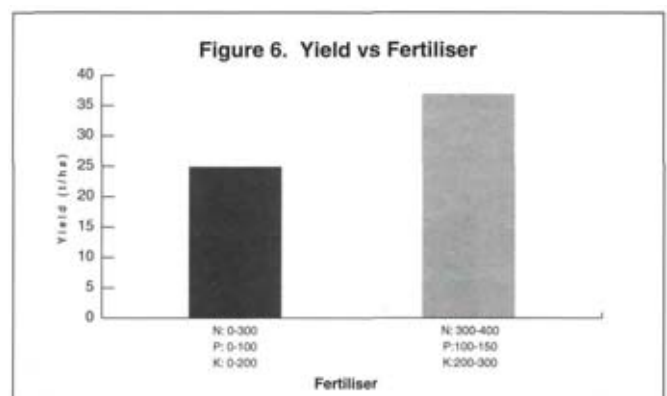 Figure 6. Yield vs Fertiliser
40
35
30
25
20
15
10
5
0
Yield (t/ha)
N: 0-300
P: 0-100
K: 0-200
N: 300-400
P:100-150
K:200-300
Fertiliser